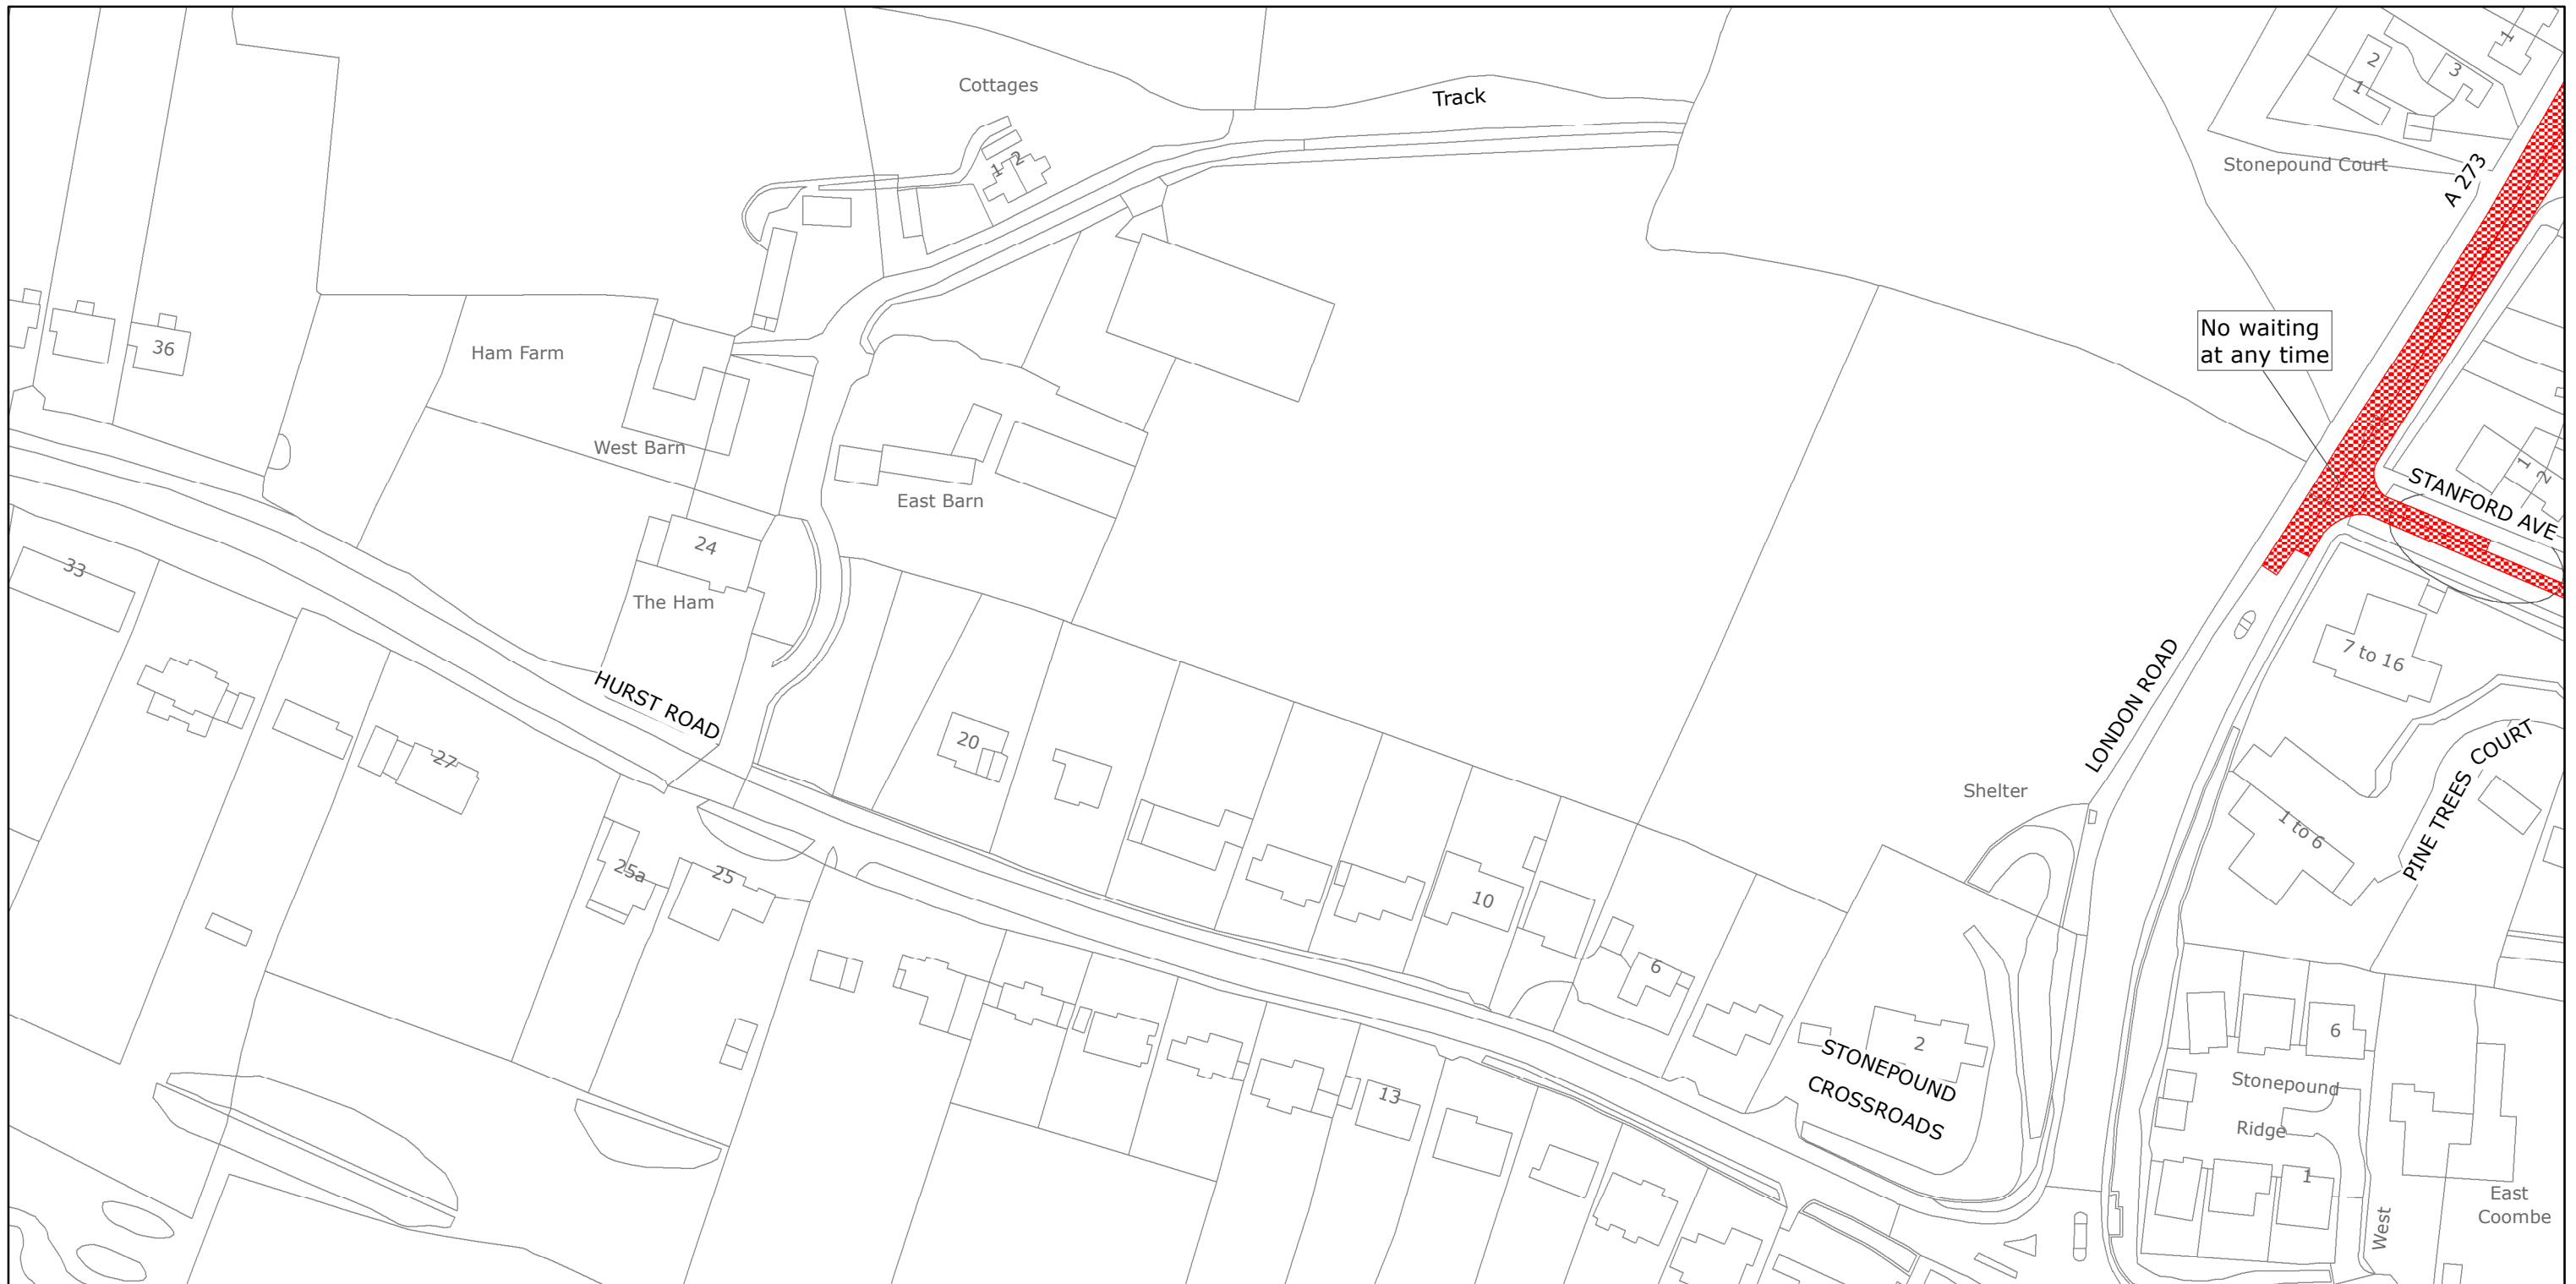 1
2
3
1
Cottages
Track
1 2
Stonepound Court
A 273
No waiting
at any time
36
Ham Farm
West Barn
East Barn
STANFORD AVE
1
2
24
33
The Ham
7 to 16
HURST ROAD
LONDON ROAD
20
27
PINE TREES COURT
Shelter
1 to 6
25a
25
10
6
2
STONEPOUND
CROSSROADS
6
Stonepound
Ridge
13
1
West
East
Coombe